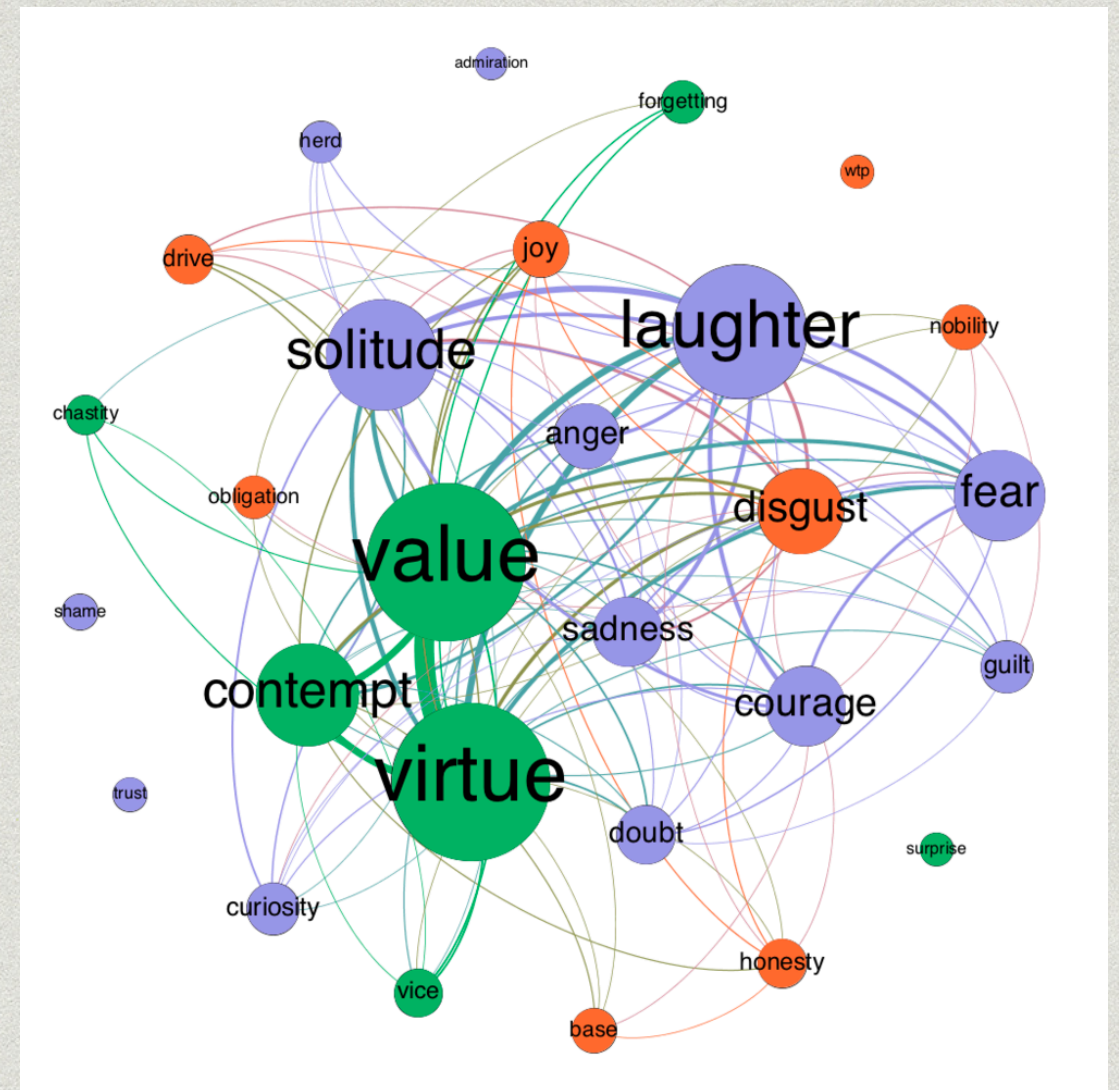 admiration
forgetting
herd
wtp
joy
drive
laughter
nobility
solitude
chastity
anger
fear
obligation
disgust
value
shame
sadness
guilt
contempt
courage
virtue
trust
doubt
surprise
curiosity
honesty
vice
base